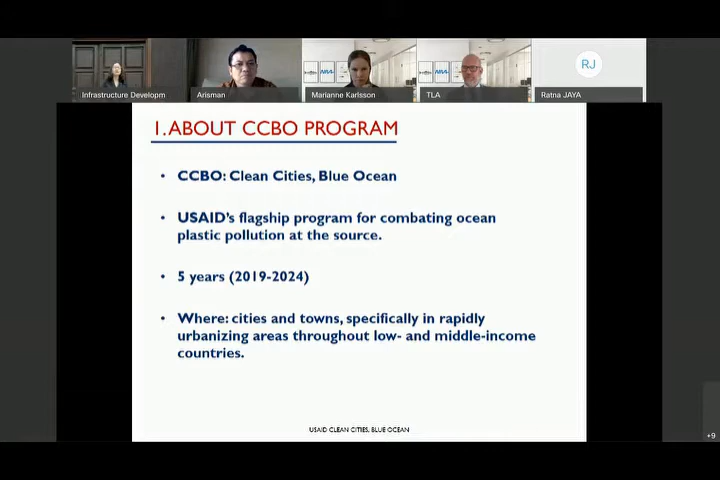 NIVA
NIVA
RJ
Infrastructure Developm
Arisman
Marianne Karlsson
TLA
Ratna JAYA
1. ABOUT CCBO PROGRAM
• CCBO: Clean Cities, Blue Ocean
• USAID's flagship program for combating ocean
plastic pollution at the source.
• 5 years (2019-2024)
• Where: cities and towns, specifically in rapidly
urbanizing areas throughout low- and middle-income
countries.
USAID CLEAN CITIES, BLUE OCEAN
+9